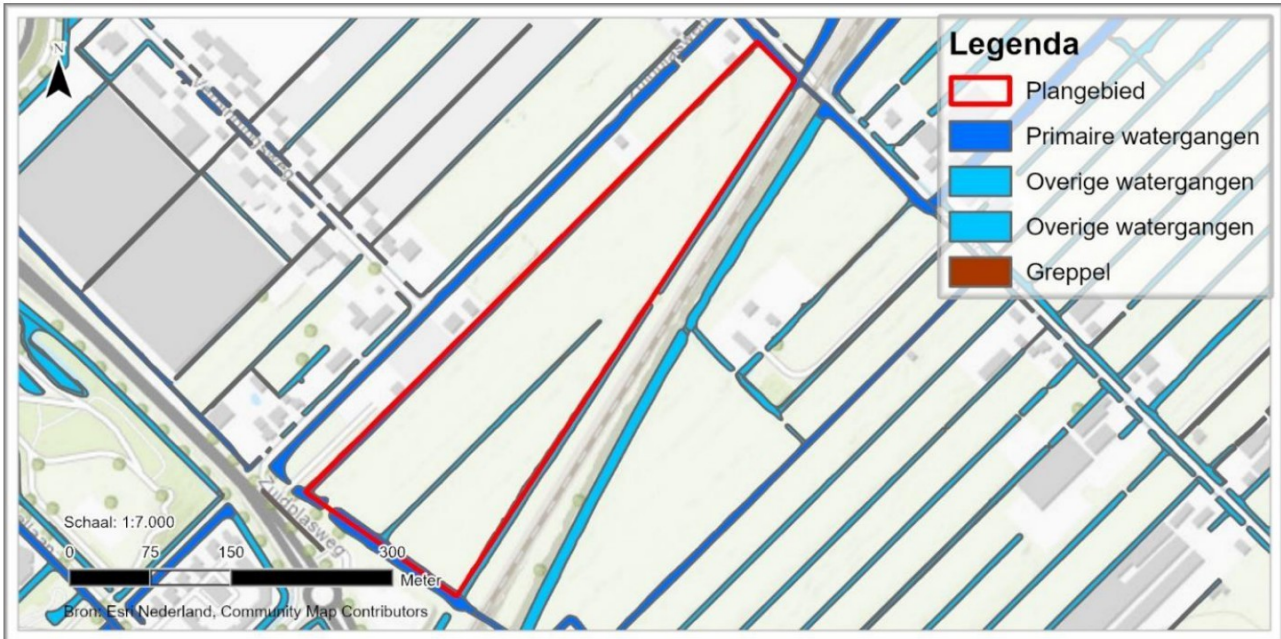 N
Legenda
Plangebied
Primaire watergangen
Overige watergangen
Overige watergangen
Greppel
Zuidplasweg
Schaal: 1:7.000
0 75 150 300
Meter
Bron: Esri Nederland, Community Map Contributors